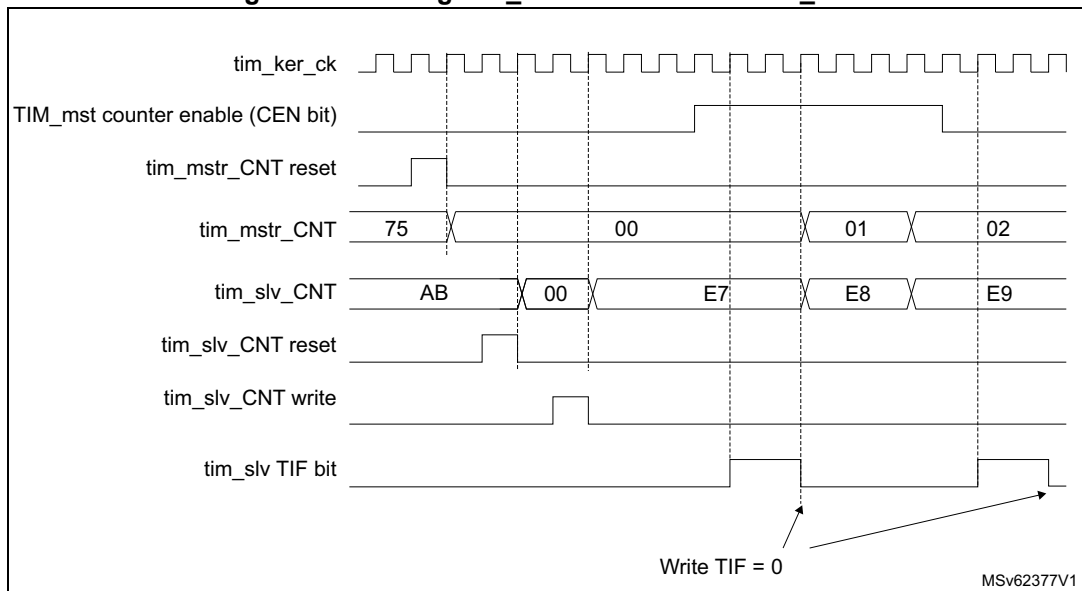 tim_ker_ck
TIM_mst counter enable (CEN bit)
tim_mstr_CNT reset
tim_mstr_CNT 75 00 01 02
tim_slv_CNT AB 00 E7 E8 E9
tim_slv_CNT reset
tim_slv_CNT write
tim_slv TIF bit
Write TIF = 0
MSv62377V1